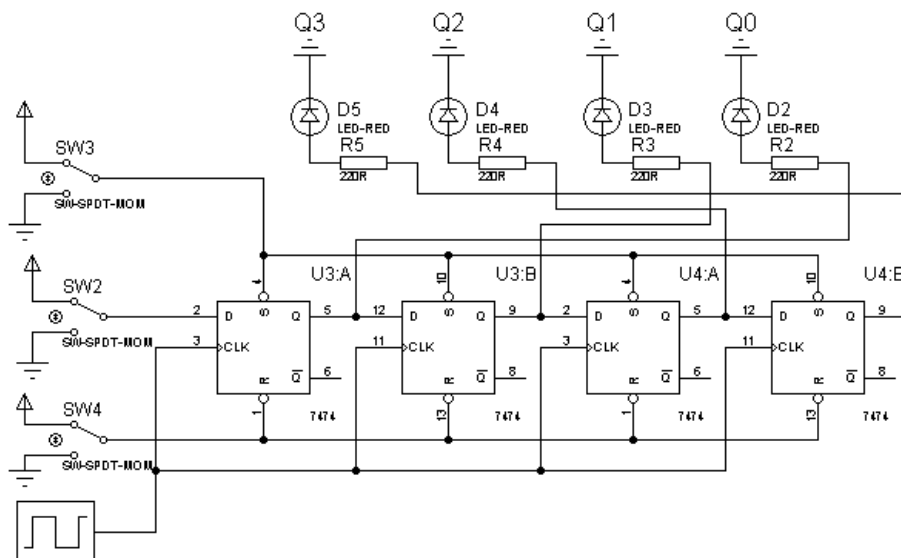 Q3 Q2 Q1 Q0
D5 D4 D3 D2
LED-RED LED-RED LED-RED LED-RED
R5 R4 R3 R2
220R 220R 220R 220R
SW3
SW-SPDT-MOM
U3:A U3:B U4:A U4:B
4 10 4 10
SW2
SW-SPDT-MOM
2 D S Q 5 12 D S Q 9 2 D S Q 5 12 D S Q 9
3 CLK 11 CLK 3 CLK 11 CLK
R Q 6 R Q 8 R Q 6 R Q 8
1 13 1 13
7474 7474 7474 7474
SW4
SW-SPDT-MOM